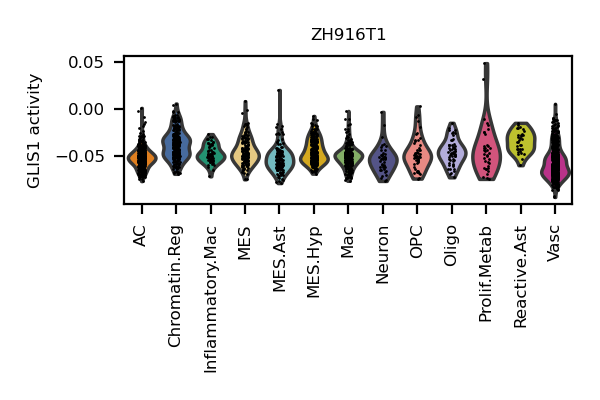 ZH916T1
GLIS1 activity
0.05
0.00
−0.05
AC
Chromatin.Reg
Inflammatory.Mac
MES
MES.Ast
MES.Hyp
Mac
Neuron
OPC
Oligo
Prolif.Metab
Reactive.Ast
Vasc